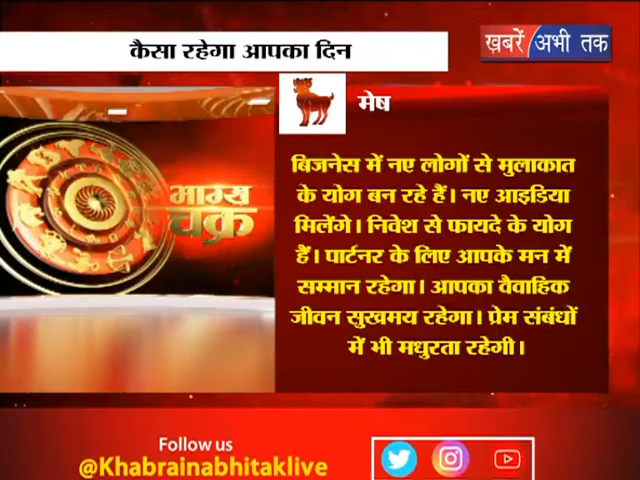 कैसा रहेगा आपका दिन
ख़बरें अभी तक
मेष
भाग्य
चक्र
बिजनेस में नए लोगों से मुलाकात
के योग बन रहे हैं। नए आइडिया
मिलेंगे। निवेश से फायदे के योग
हैं। पार्टनर के लिए आपके मन में
सम्मान रहेगा। आपका वैवाहिक
जीवन सुखमय रहेगा। प्रेम संबंधों
में भी मधुरता रहेगी।
Follow us
@Khabrainabhitaklive